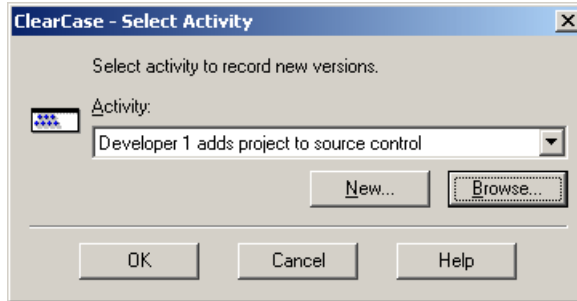 ClearCase - Select Activity
Select activity to record new versions.
Activity:
Developer 1 adds project to source control
New...
Browse...
OK
Cancel
Help